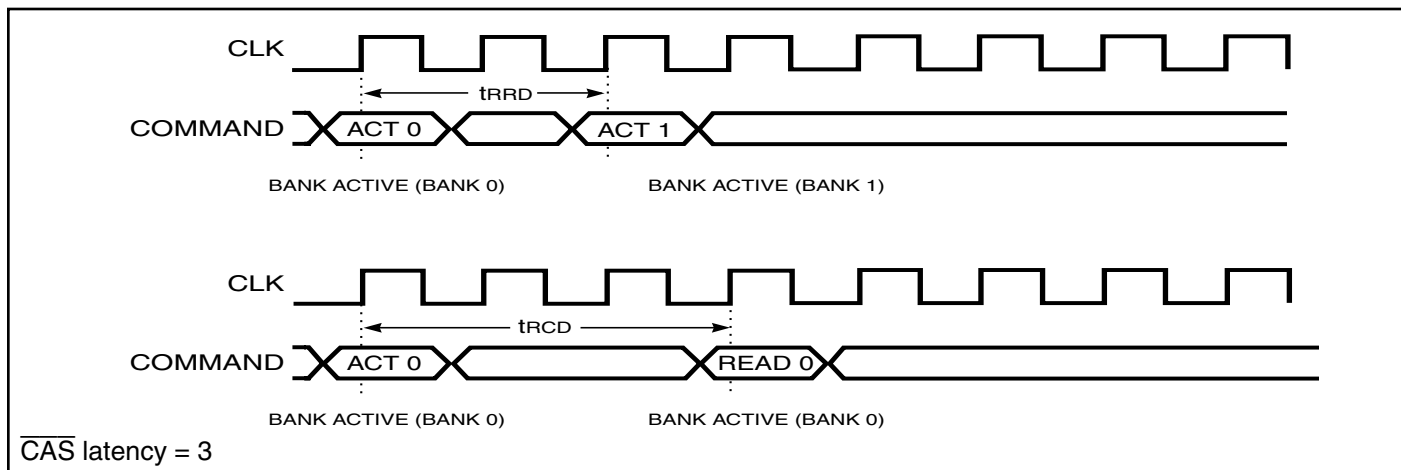 CLK
tRRD
COMMAND ACT 0 ACT 1
BANK ACTIVE (BANK 0) BANK ACTIVE (BANK 1)
CLK
tRCD
COMMAND ACT 0 READ 0
BANK ACTIVE (BANK 0) BANK ACTIVE (BANK 0)
C̅A̅S̅ latency = 3